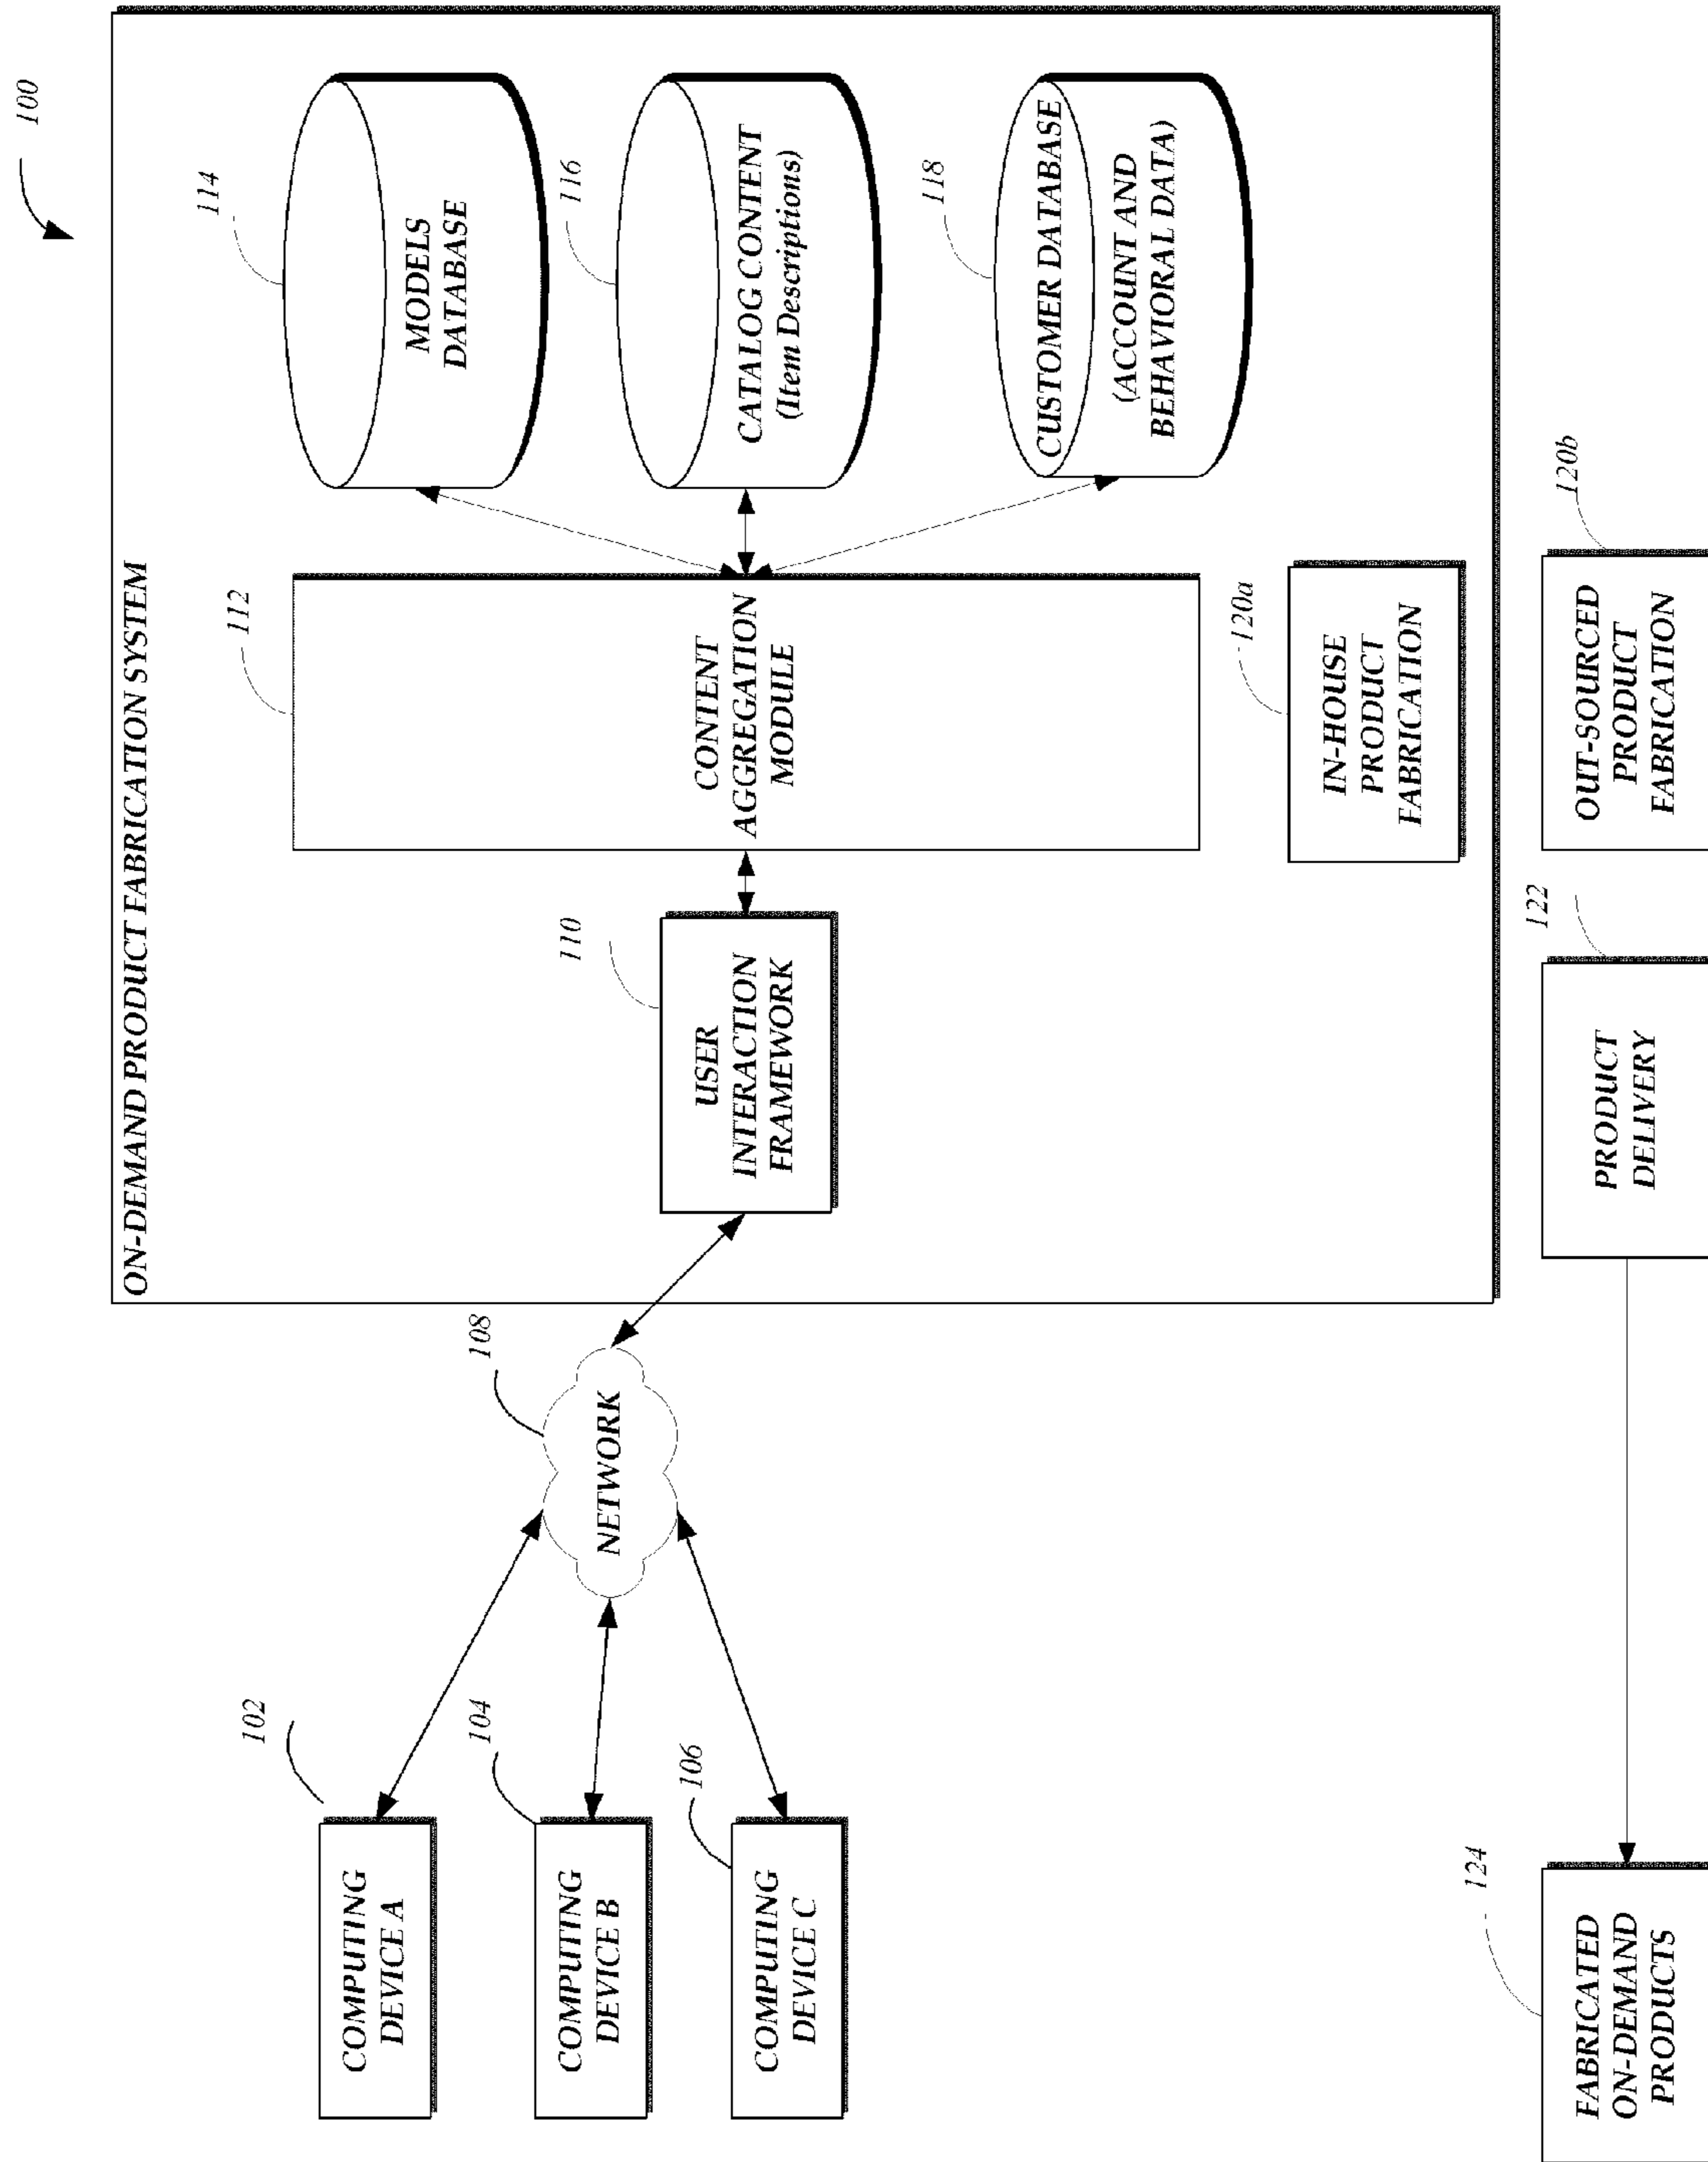 100
ON-DEMAND PRODUCT FABRICATION SYSTEM
102
COMPUTING
DEVICE A
104
COMPUTING
DEVICE B
106
COMPUTING
DEVICE C
108
NETWORK
110
USER
INTERACTION
FRAMEWORK
112
CONTENT
AGGREGATION
MODULE
114
MODELS
DATABASE
116
CATALOG CONTENT
(Item Descriptions)
118
CUSTOMER DATABASE
(ACCOUNT AND
BEHAVIORAL DATA)
120a
IN-HOUSE
PRODUCT
FABRICATION
124
FABRICATED
ON-DEMAND
PRODUCTS
122
PRODUCT
DELIVERY
120b
OUT-SOURCED
PRODUCT
FABRICATION